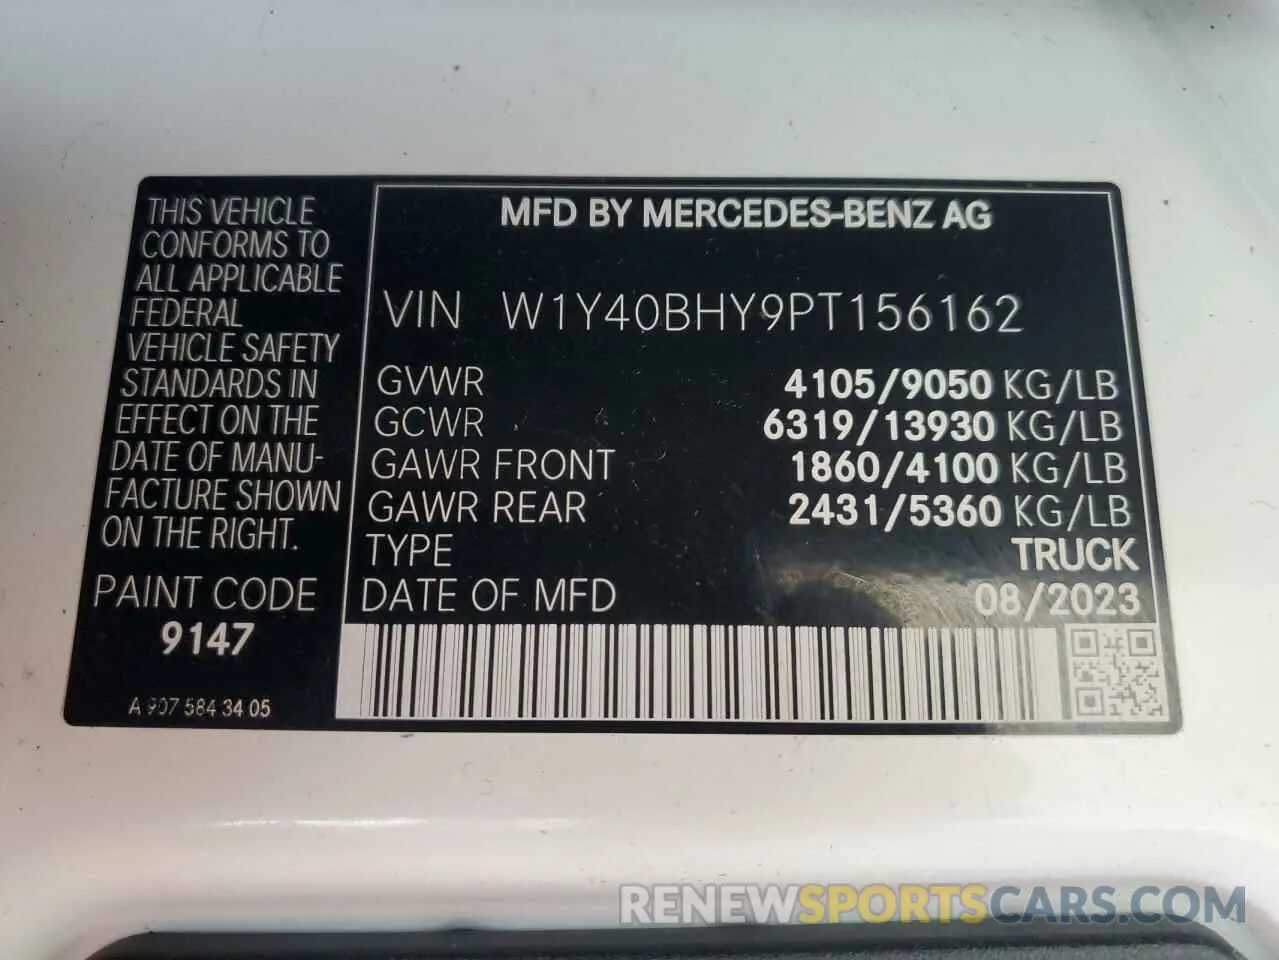 THIS VEHICLE
CONFORMS TO
ALL APPLICABLE
FEDERAL
VEHICLE SAFETY
STANDARDS IN
EFFECT ON THE
DATE OF MANU-
FACTURE SHOWN
ON THE RIGHT.
PAINT CODE
9147
A 907 584 34 05
MFD BY MERCEDES-BENZ AG
VIN W1Y40BHY9PT156162
GVWR 4105/9050 KG/LB
GCWR 6319/13930 KG/LB
GAWR FRONT 1860/4100 KG/LB
GAWR REAR 2431/5360 KG/LB
TYPE TRUCK
DATE OF MFD 08/2023
RENEWSPORTSCARS.COM